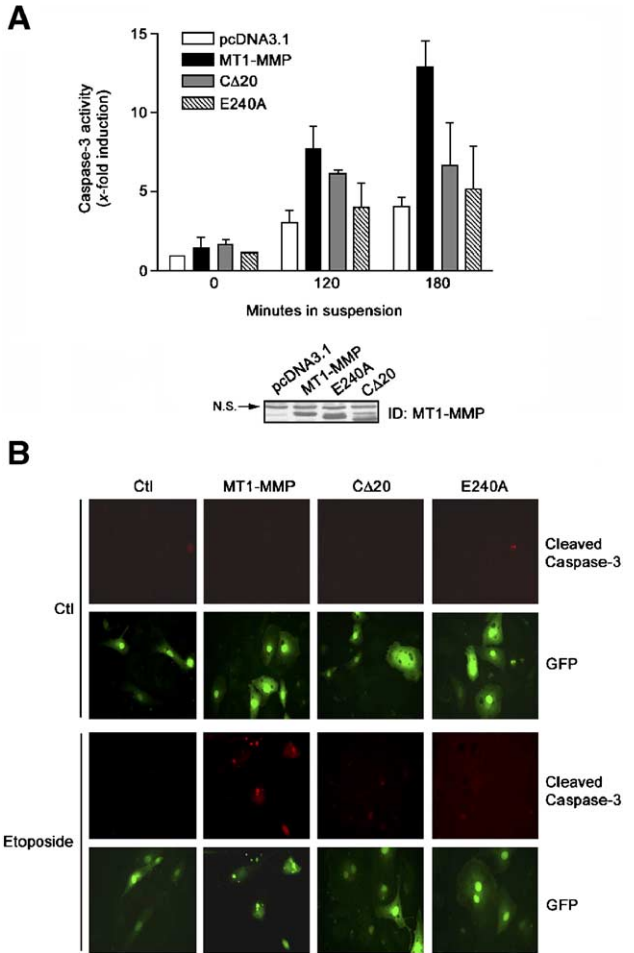 A
15
10
5
0
Caspase-3 activity
(x-fold induction)
pcDNA3.1
MT1-MMP
CΔ20
E240A
0 120 180
Minutes in suspension
pcDNA3.1 MT1-MMP E240A CΔ20
N.S.
ID: MT1-MMP
B
Ctl MT1-MMP CΔ20 E240A
Ctl
Cleaved
Caspase-3
GFP
Etoposide
Cleaved
Caspase-3
GFP